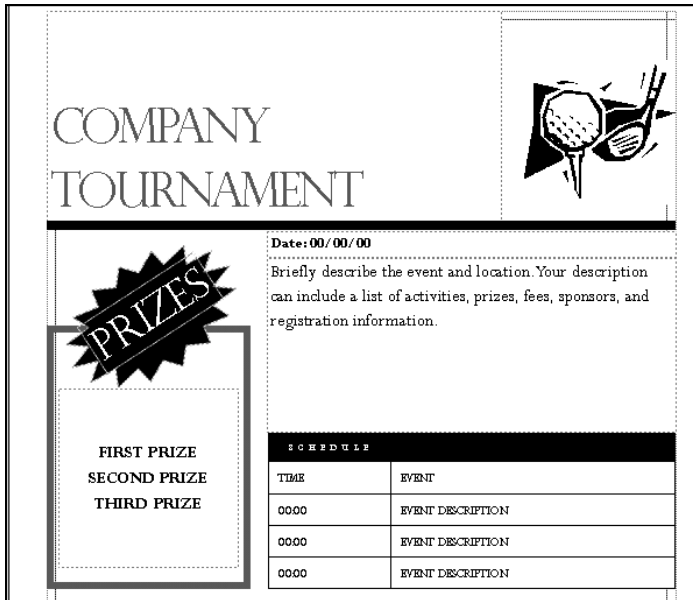 COMPANY
TOURNAMENT
Date: 00/00/00
Briefly describe the event and location. Your description
can include a list of activities, prizes, fees, sponsors, and
registration information.
PRIZES
FIRST PRIZE
SECOND PRIZE
THIRD PRIZE
SCHEDULE
TIME EVENT
00:00 EVENT DESCRIPTION
00:00 EVENT DESCRIPTION
00:00 EVENT DESCRIPTION